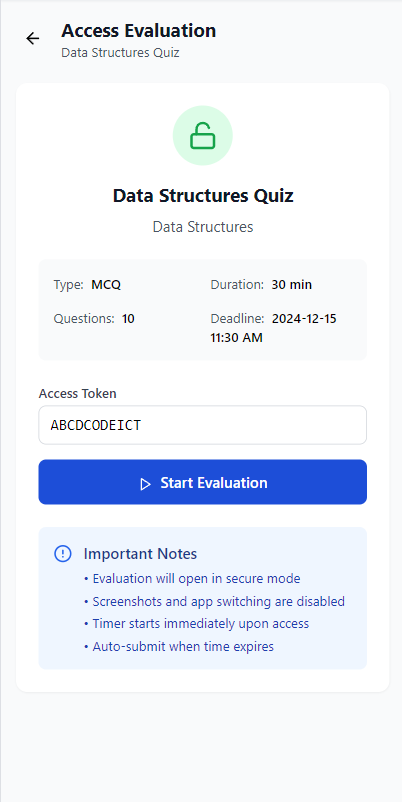 Access Evaluation
Data Structures Quiz
Data Structures Quiz
Data Structures
Type: MCQ
Duration: 30 min
Questions: 10
Deadline: 2024-12-15
11:30 AM
Access Token
ABCDCODEICT
Start Evaluation
Important Notes
• Evaluation will open in secure mode
• Screenshots and app switching are disabled
• Timer starts immediately upon access
• Auto-submit when time expires